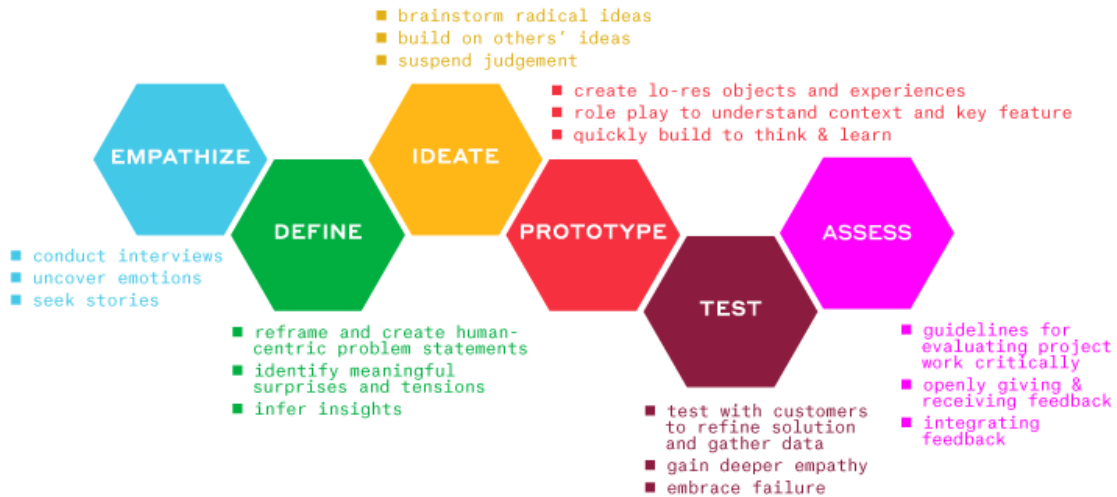 ■ brainstorm radical ideas
■ build on others' ideas
■ suspend judgement
■ create lo-res objects and experiences
■ role play to understand context and key feature
■ quickly build to think & learn
EMPATHIZE
IDEATE
DEFINE
PROTOTYPE
ASSESS
■ conduct interviews
■ uncover emotions
■ seek stories
TEST
■ reframe and create human-
centric problem statements
■ identify meaningful
surprises and tensions
■ infer insights
■ guidelines for
evaluating project
work critically
■ openly giving &
receiving feedback
■ integrating
feedback
■ test with customers
to refine solution
and gather data
■ gain deeper empathy
■ embrace failure